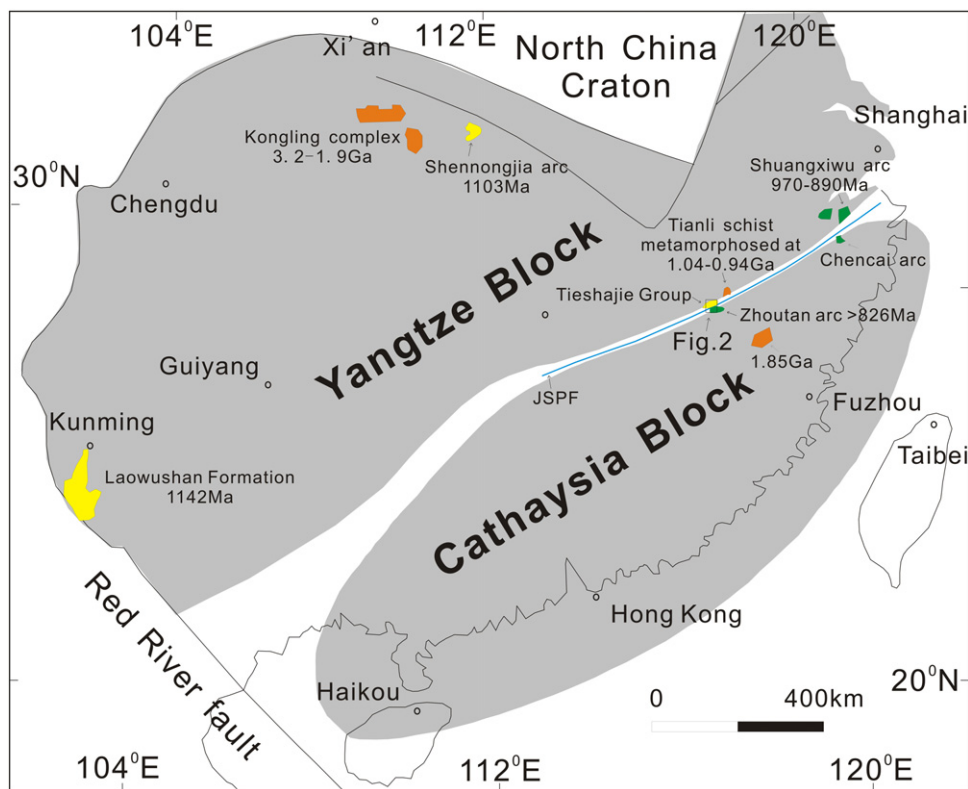 104⁰E
112⁰E
120⁰E
Xi' an
North China
Craton
Shanghai
Kongling complex
3. 2-1. 9Ga
Shennongjia arc
1103Ma
Shuangxiwu arc
970-890Ma
30⁰N
Chengdu
Tianli schist
metamorphosed at
1.04-0.94Ga
Chencai arc
Yangtze Block
Tieshajie Group
Zhoutan arc >826Ma
Fig.2
1.85Ga
Guiyang
JSPF
Fuzhou
Kunming
Taibei
Laowushan Formation
1142Ma
Cathaysia Block
Red River fault
Hong Kong
Haikou
0 400km
20⁰N
104⁰E
112⁰E
120⁰E